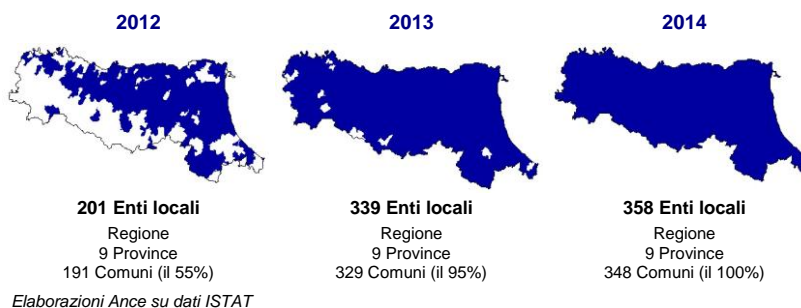 2012
2013
2014
201 Enti locali
339 Enti locali
358 Enti locali
Regione
Regione
Regione
9 Province
9 Province
9 Province
191 Comuni (il 55%)
329 Comuni (il 95%)
348 Comuni (il 100%)
Elaborazioni Ance su dati ISTAT